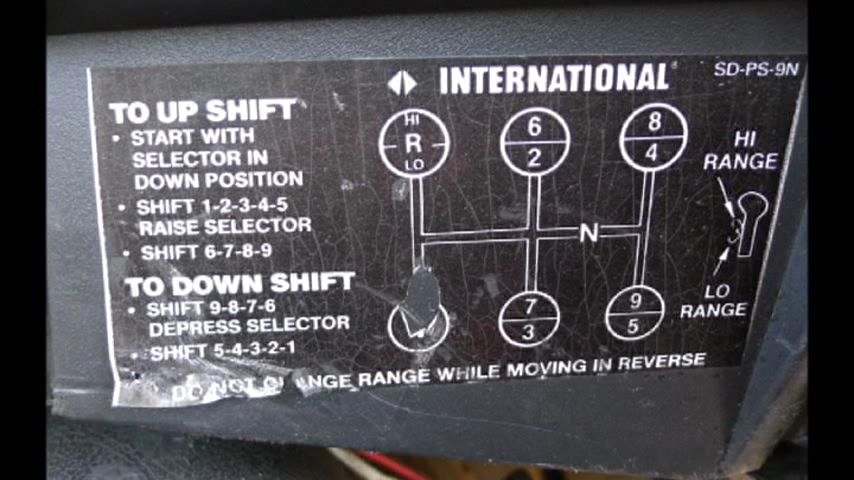 INTERNATIONAL
SD-PS-9N
TO UP SHIFT
• START WITH
SELECTOR IN
DOWN POSITION
• SHIFT 1-2-3-4-5
RAISE SELECTOR
• SHIFT 6-7-8-9
TO DOWN SHIFT
• SHIFT 9-8-7-6
DEPRESS SELECTOR
• SHIFT 5-4-3-2-1
HI
R
LO
6
2
8
4
N
7
3
9
5
HI
RANGE
LO
RANGE
DO NOT RANGE WHILE MOVING IN REVERSE